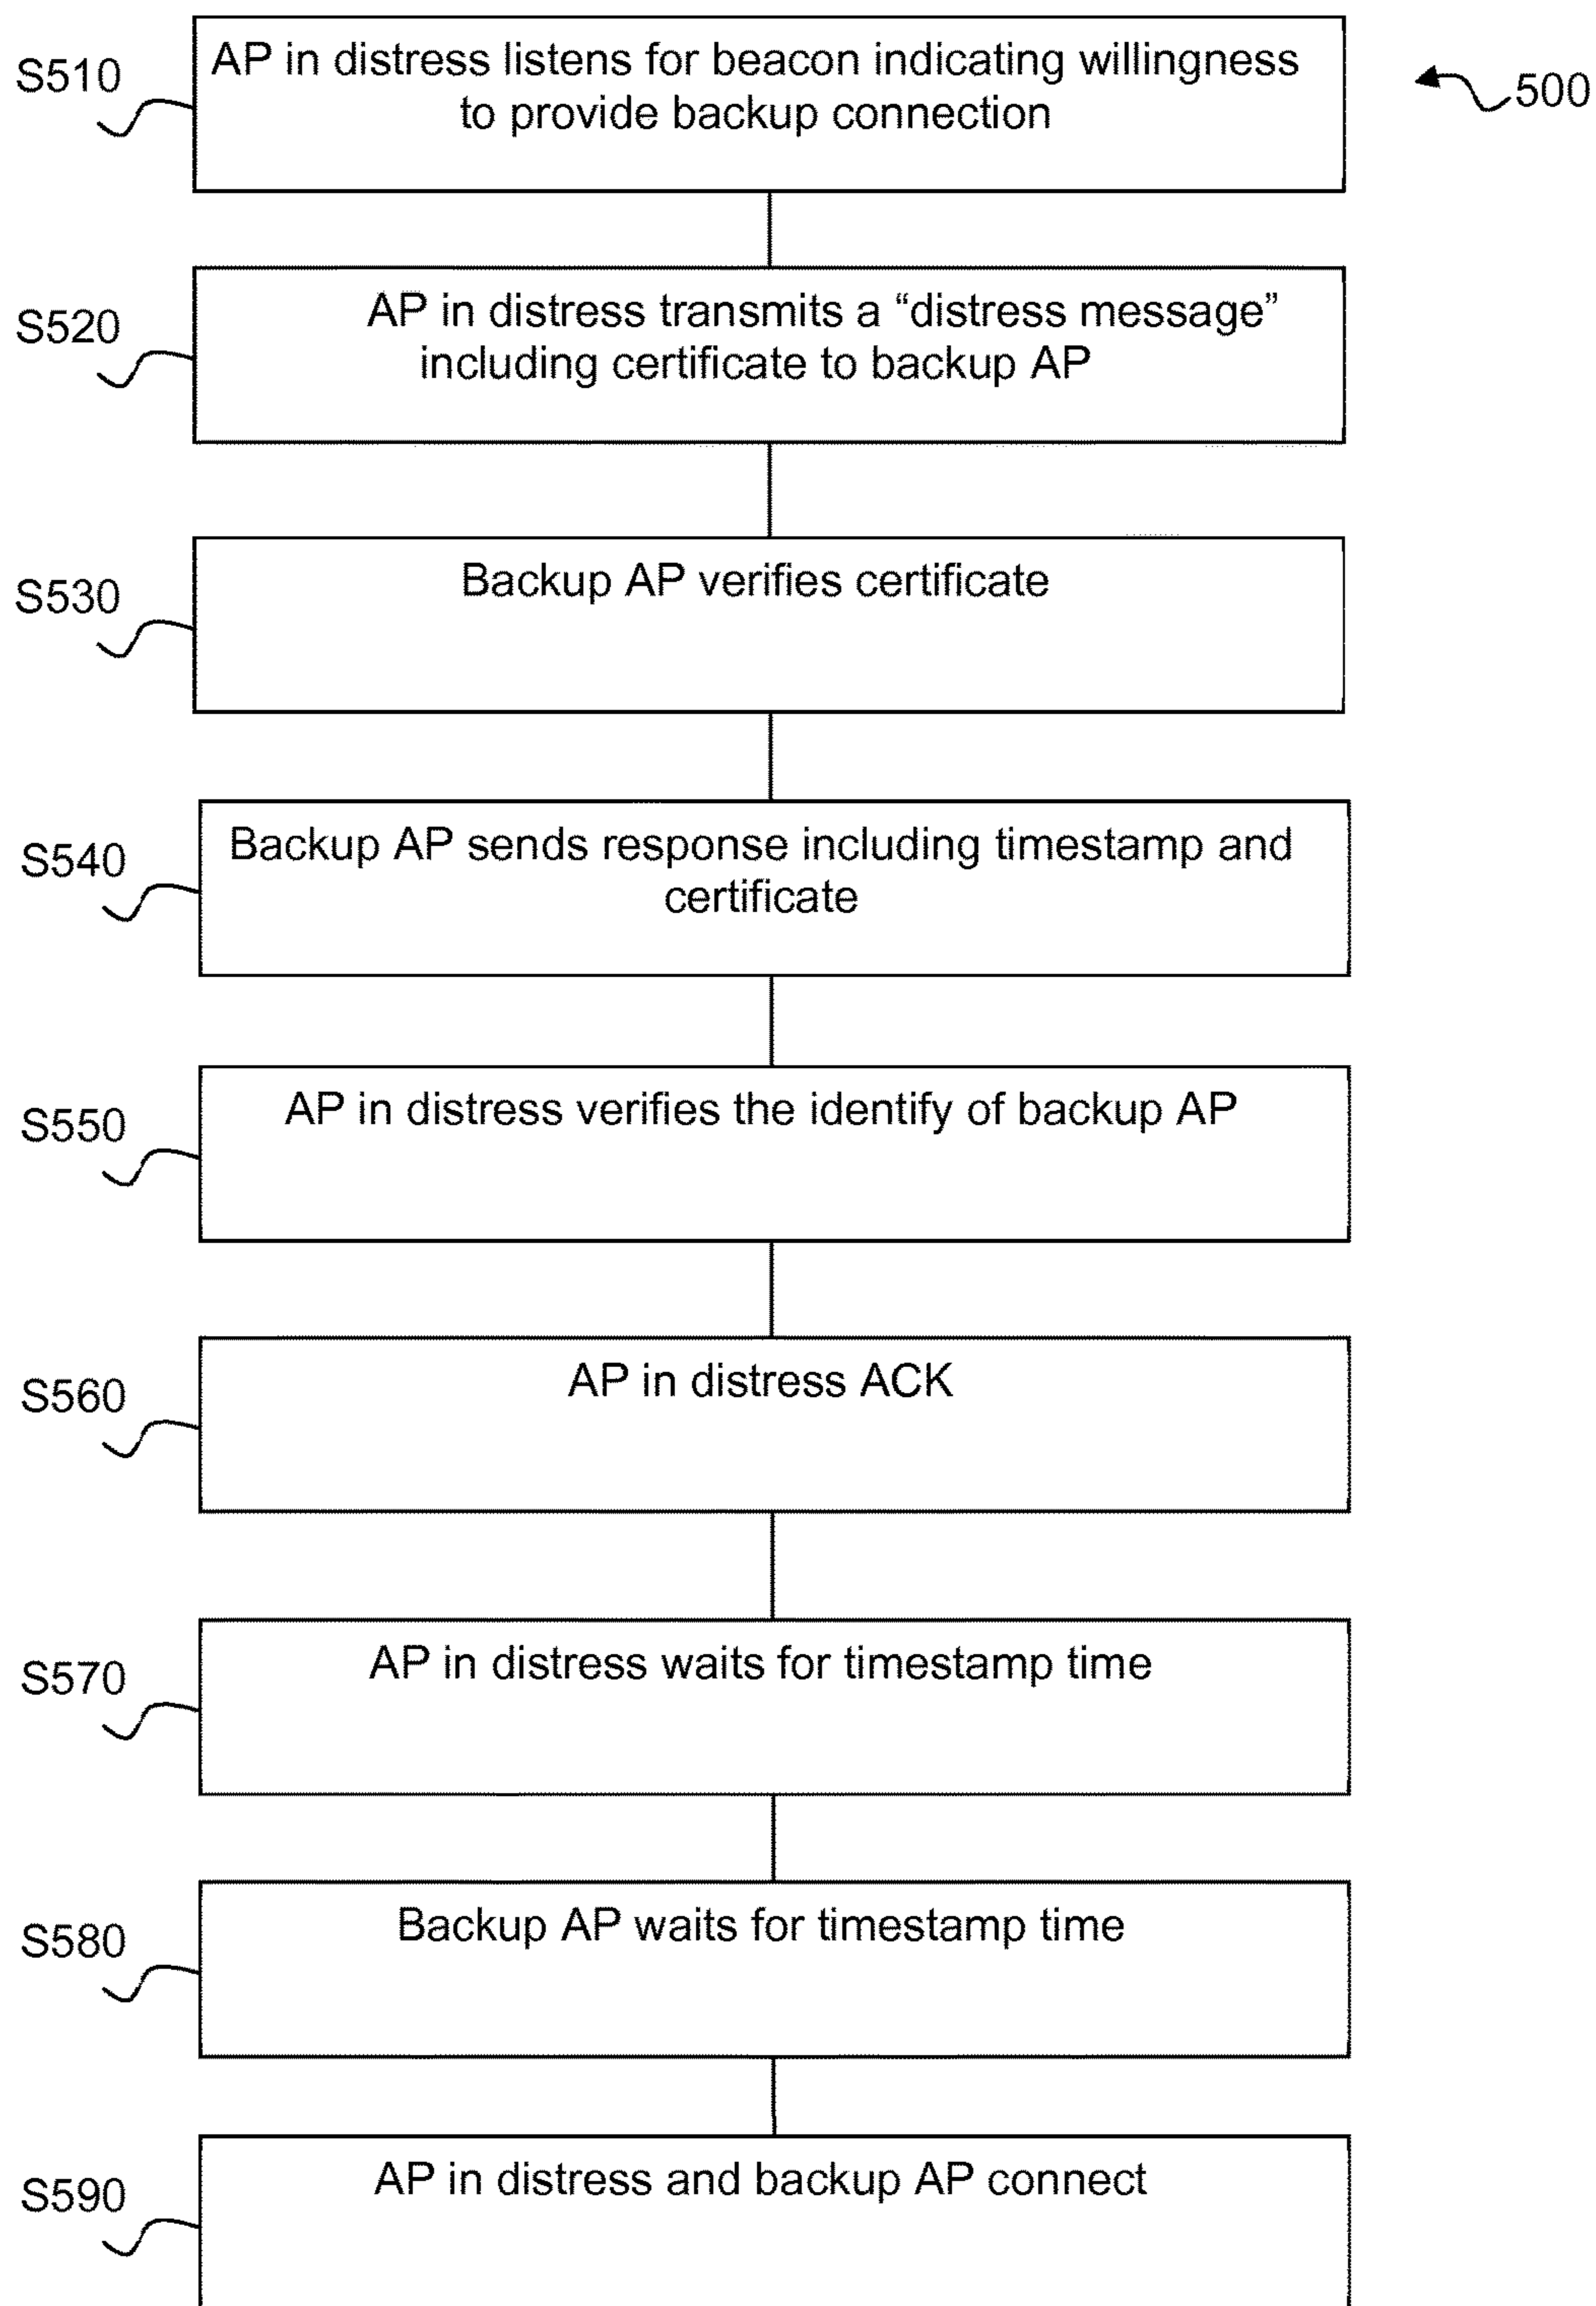 S510
AP in distress listens for beacon indicating willingness
to provide backup connection
500
S520
AP in distress transmits a “distress message”
including certificate to backup AP
S530
Backup AP verifies certificate
S540
Backup AP sends response including timestamp and
certificate
S550
AP in distress verifies the identify of backup AP
S560
AP in distress ACK
S570
AP in distress waits for timestamp time
S580
Backup AP waits for timestamp time
S590
AP in distress and backup AP connect